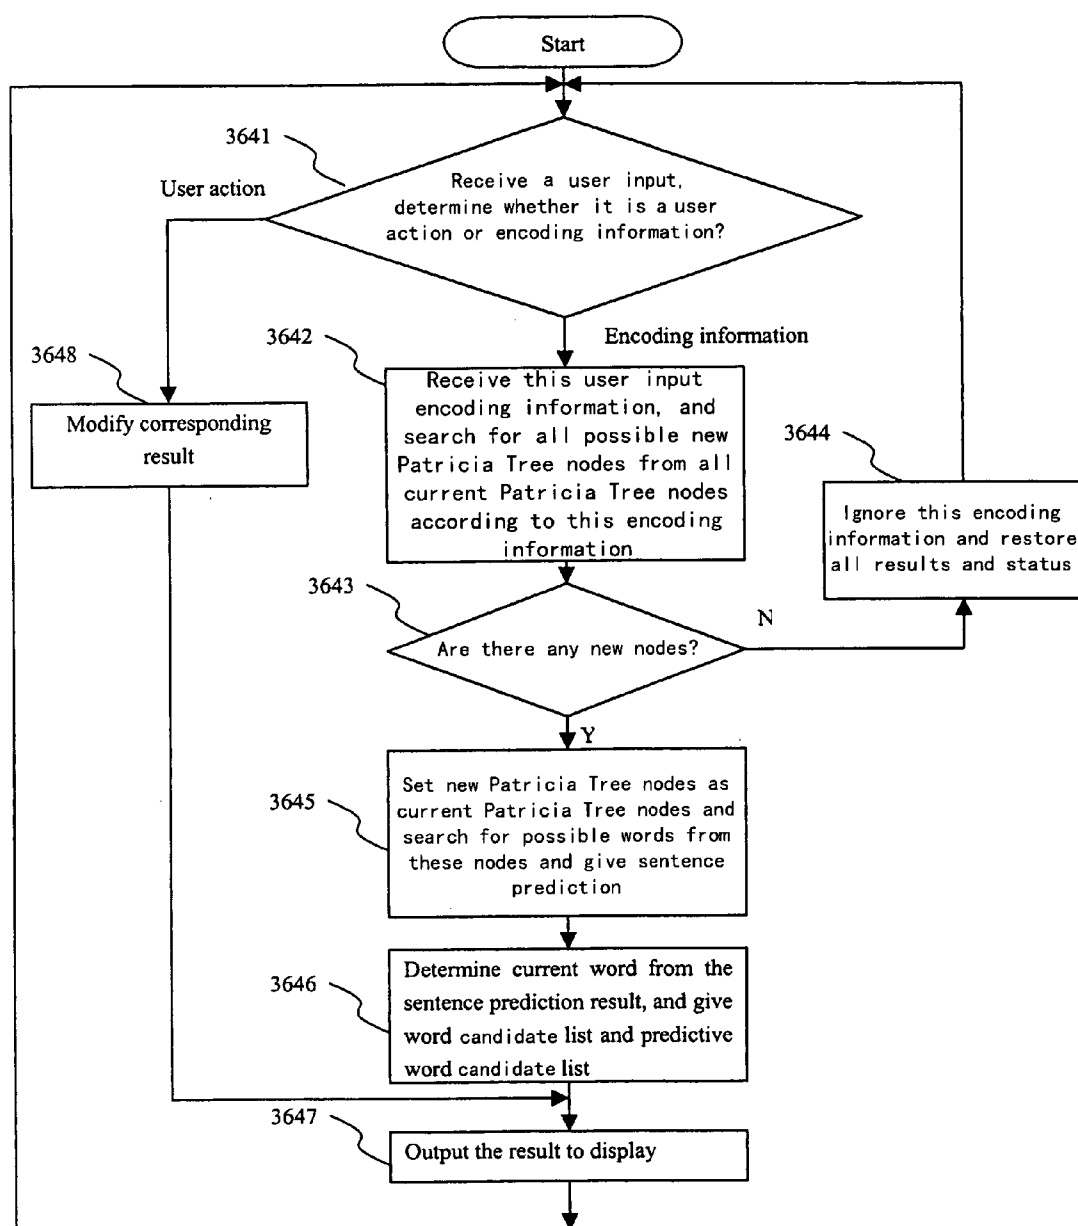 Start
3641
User action
Receive a user input,
determine whether it is a user
action or encoding information?
Encoding information
3642
Receive this user input
encoding information, and
search for all possible new
Patricia Tree nodes from all
current Patricia Tree nodes
according to this encoding
information
3648
Modify corresponding
result
3644
Ignore this encoding
information and restore
all results and status
3643
Are there any new nodes?
N
Y
3645
Set new Patricia Tree nodes as
current Patricia Tree nodes and
search for possible words from
these nodes and give sentence
prediction
3646
Determine current word from the
sentence prediction result, and give
word candidate list and predictive
word candidate list
3647
Output the result to display